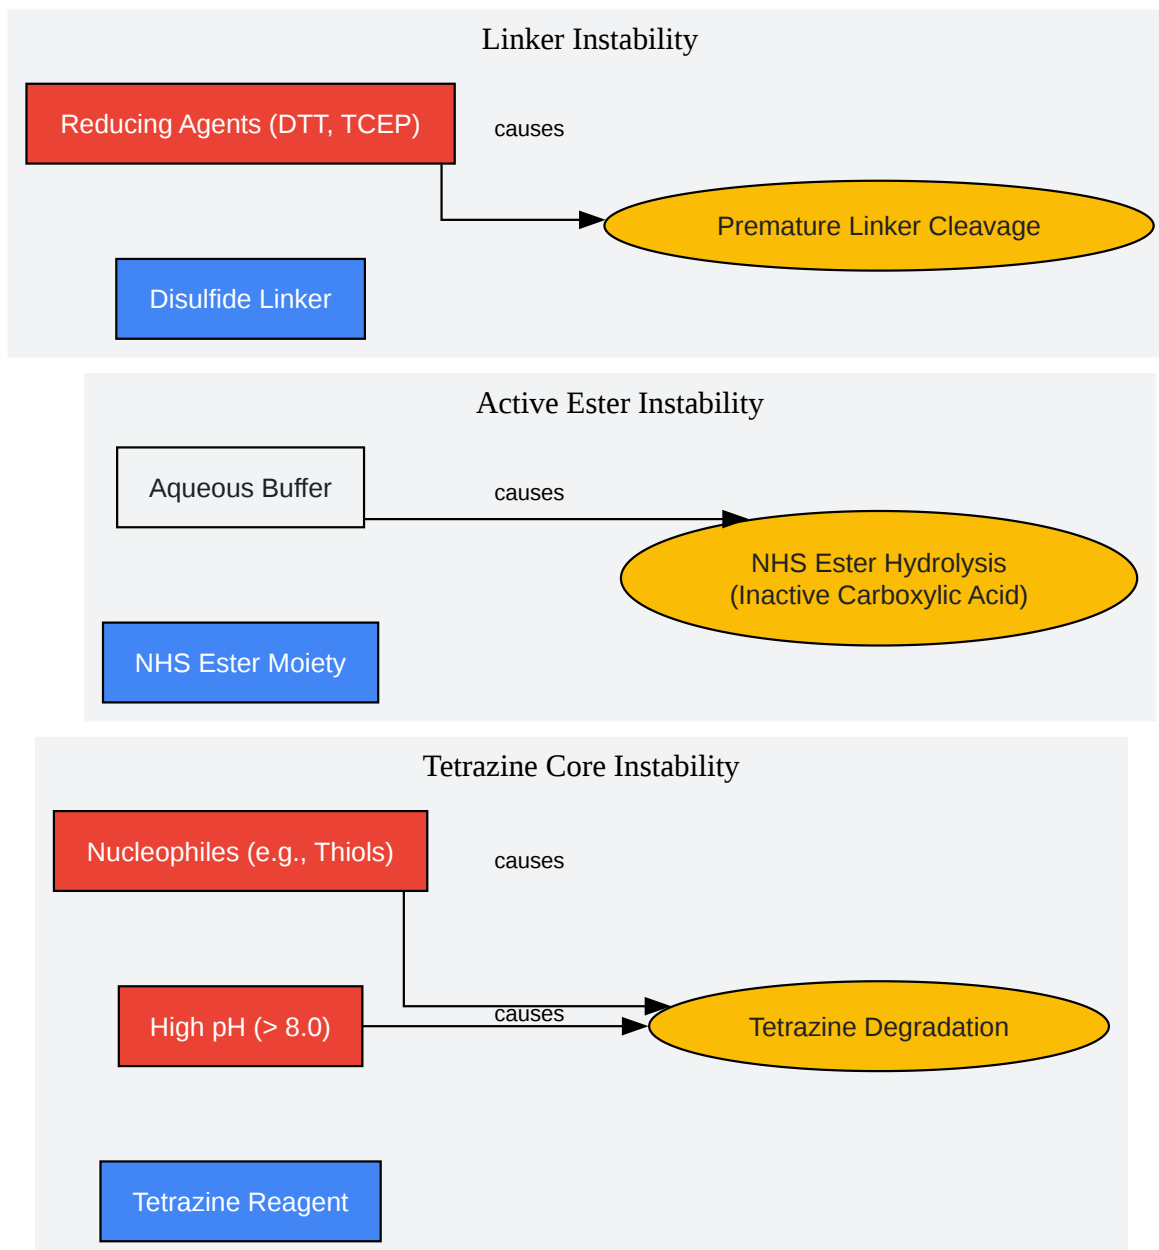 Linker Instability
Reducing Agents (DTT, TCEP)
causes
Premature Linker Cleavage
Disulfide Linker
Active Ester Instability
Aqueous Buffer
causes
NHS Ester Hydrolysis
(Inactive Carboxylic Acid)
NHS Ester Moiety
Tetrazine Core Instability
Nucleophiles (e.g., Thiols)
causes
High pH (> 8.0)
causes
Tetrazine Degradation
Tetrazine Reagent